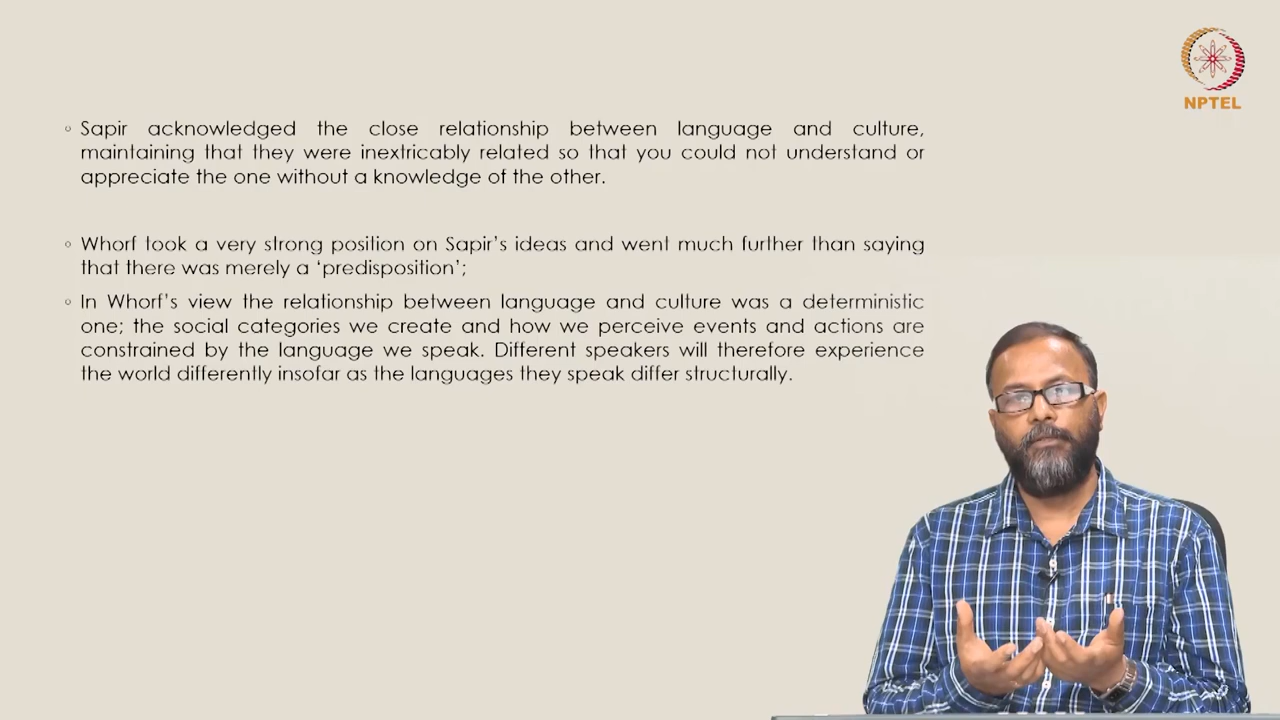 NPTEL
◦ Sapir acknowledged the close relationship between language and culture,
maintaining that they were inextricably related so that you could not understand or
appreciate the one without a knowledge of the other.
◦ Whorf took a very strong position on Sapir's ideas and went much further than saying
that there was merely a ‘predisposition’;
◦ In Whorf's view the relationship between language and culture was a deterministic
one; the social categories we create and how we perceive events and actions are
constrained by the language we speak. Different speakers will therefore experience
the world differently insofar as the languages they speak differ structurally.